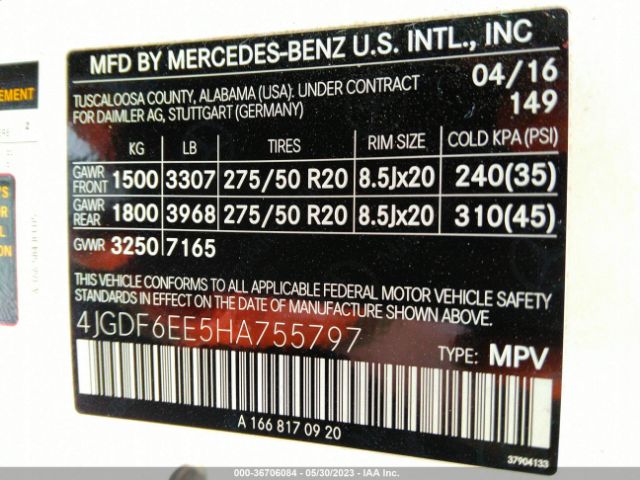 MFD BY MERCEDES-BENZ U.S. INTL., INC
TUSCALOOSA COUNTY, ALABAMA (USA): UNDER CONTRACT
FOR DAIMLER AG, STUTTGART (GERMANY)
04/16
149
KG LB TIRES RIM SIZE COLD KPA (PSI)
GAWR FRONT 1500 3307 275/50 R20 8.5Jx20 240(35)
GAWR REAR 1800 3968 275/50 R20 8.5Jx20 310(45)
GVWR 3250 7165
THIS VEHICLE CONFORMS TO ALL APPLICABLE FEDERAL MOTOR VEHICLE SAFETY
STANDARDS IN EFFECT ON THE DATE OF MANUFACTURE SHOWN ABOVE.
4JGDF6EE5HA755797
TYPE: MPV
A 166 817 09 20
37904133
EMENT
2
000-36706084 - 05/30/2023 - IAA Inc.